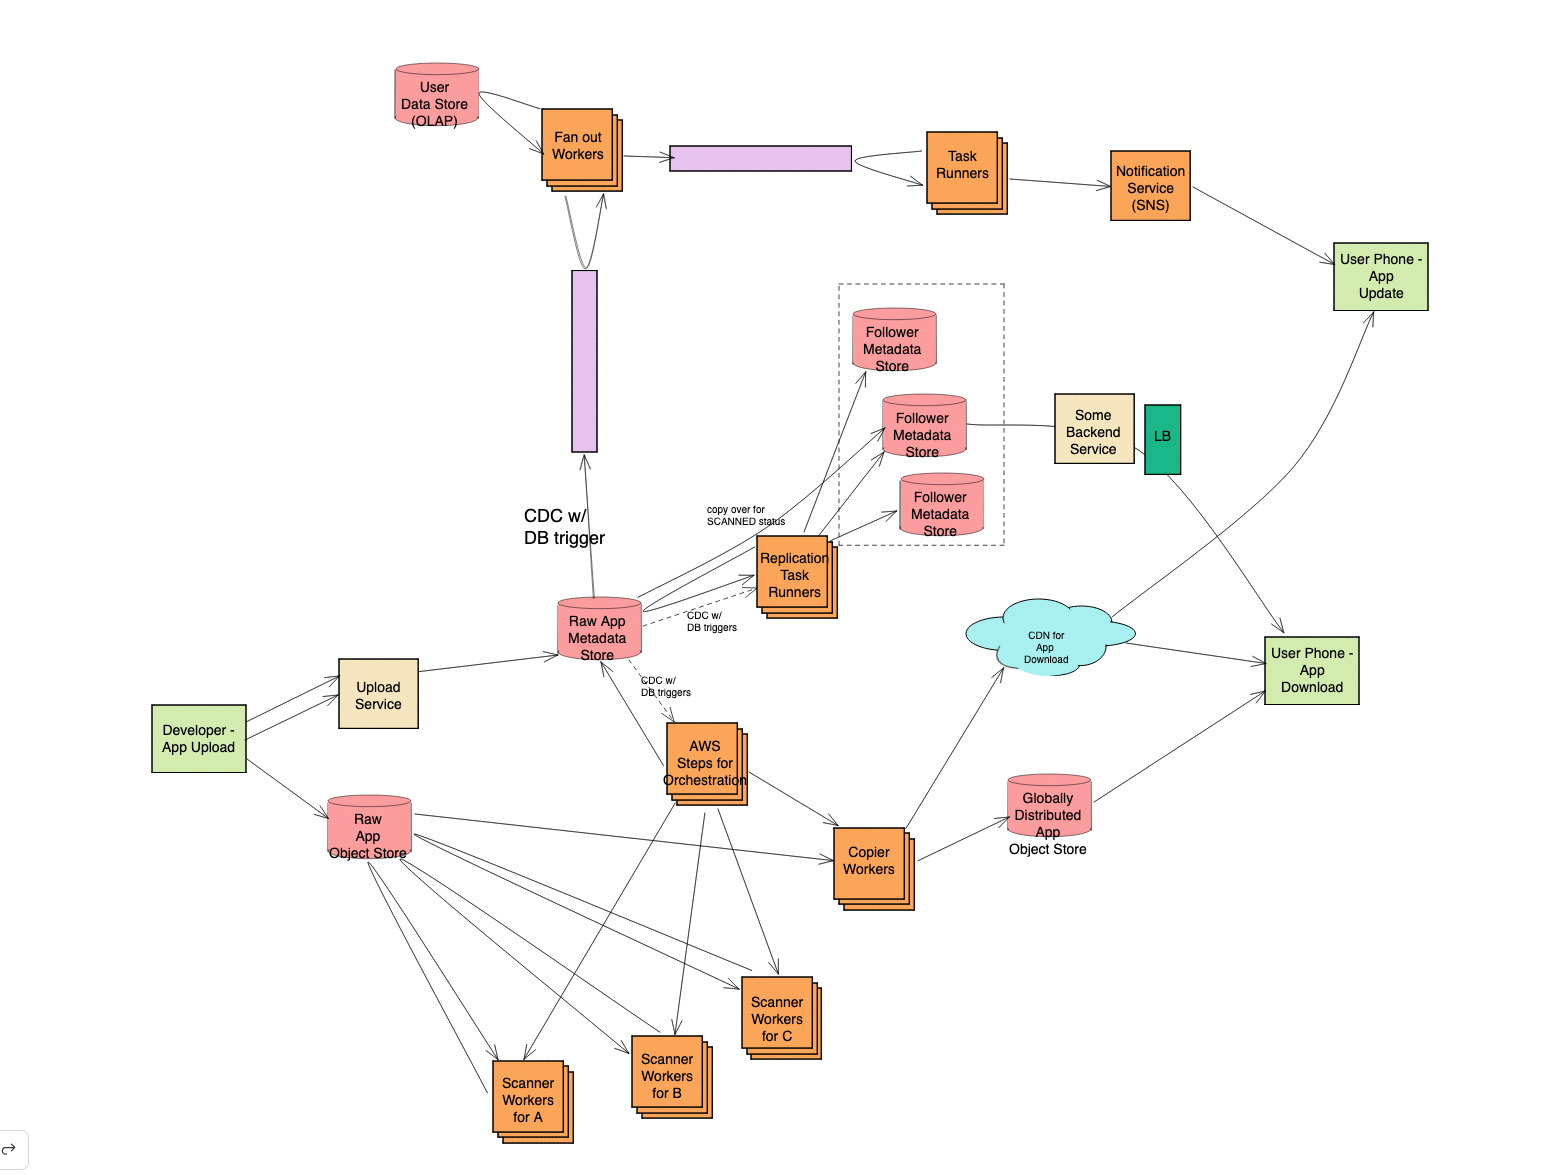 User
Data Store
(OLAP)
Fan out
Workers
Task
Runners
Notification
Service
(SNS)
User Phone -
App
Update
Follower
Metadata
Store
Follower
Metadata
Store
Some
Backend
Service
LB
Follower
Metadata
Store
CDC w/
DB trigger
copy over for
SCANNED status
Replication
Task
Runners
CDC w/
DB triggers
Raw App
Metadata
Store
CDN for
App
Download
User Phone -
App
Download
CDC w/
DB triggers
Upload
Service
Developer -
App Upload
AWS
Steps for
Orchestration
Raw
App
Object Store
Globally
Distributed
App
Object Store
Copier
Workers
Scanner
Workers
for C
Scanner
Workers
for B
Scanner
Workers
for A